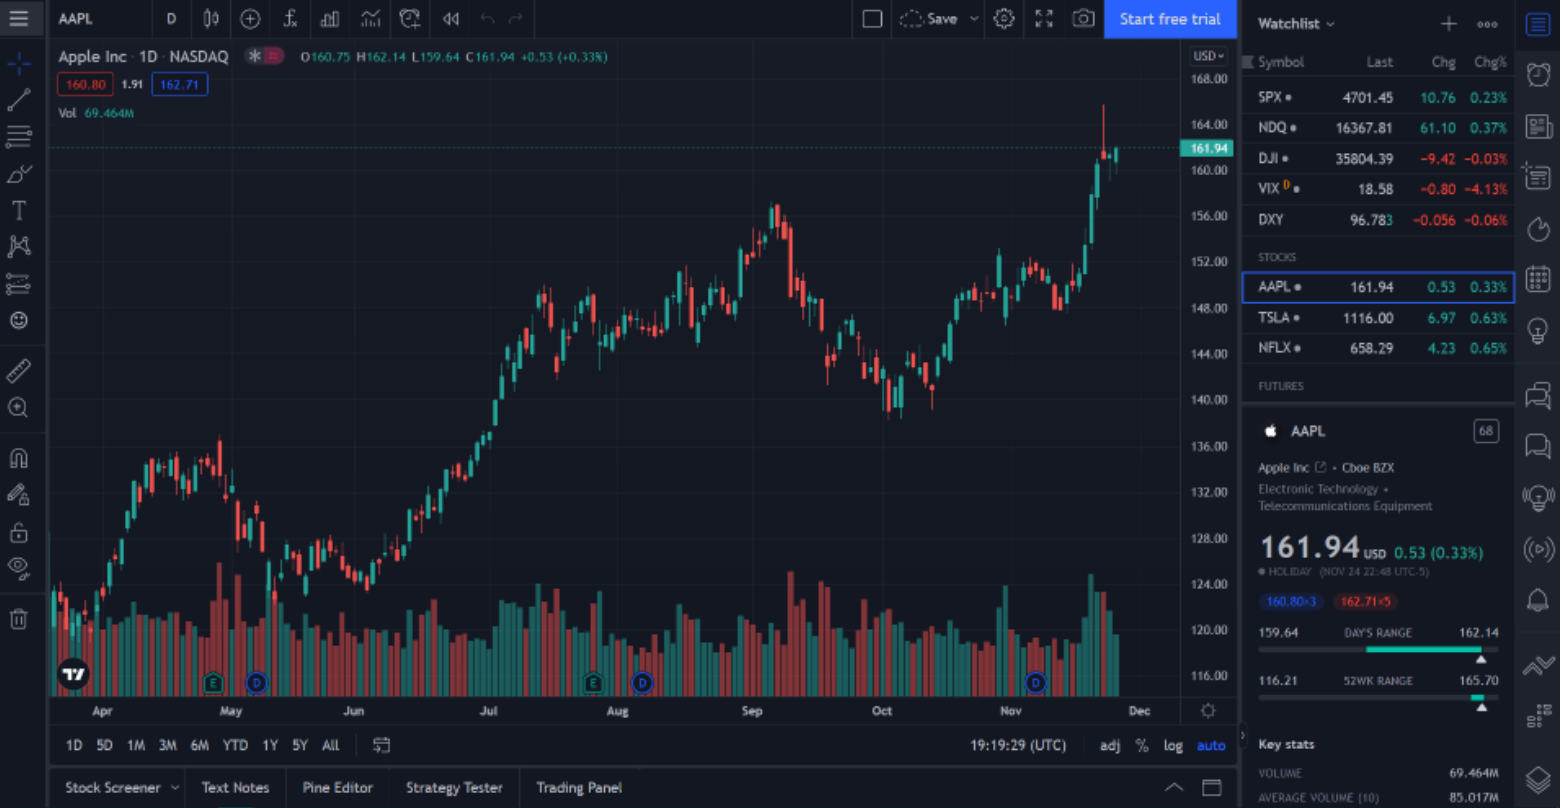 AAPL D Save Start free trial
Apple Inc · 1D · NASDAQ O160.75 H162.14 L159.64 C161.94 +0.53 (+0.33%)
160.80 1.91 162.71
Vol 69.464M
USD
168.00
164.00
161.94
160.00
156.00
152.00
148.00
144.00
140.00
136.00
132.00
128.00
124.00
120.00
116.00
E D E D D
Apr May Jun Jul Aug Sep Oct Nov Dec
1D 5D 1M 3M 6M YTD 1Y 5Y All 19:19:29 (UTC) adj % log auto
Stock Screener Text Notes Pine Editor Strategy Tester Trading Panel
Watchlist
Symbol Last Chg Chg%
SPX 4701.45 10.76 0.23%
NDQ 16367.81 61.10 0.37%
DJI 35804.39 −9.42 −0.03%
VIX D 18.58 −0.80 −4.13%
DXY 96.783 −0.056 −0.06%
STOCKS
AAPL 161.94 0.53 0.33%
TSLA 1116.00 6.97 0.63%
NFLX 658.29 4.23 0.65%
FUTURES
AAPL 68
Apple Inc • Cboe BZX
Electronic Technology •
Telecommunications Equipment
161.94 USD 0.53 (0.33%)
HOLIDAY (NOV 24 22:48 UTC-5)
160.80×3 162.71×5
159.64 DAY'S RANGE 162.14
116.21 52WK RANGE 165.70
Key stats
VOLUME 69.464M
AVERAGE VOLUME (10) 85.017M